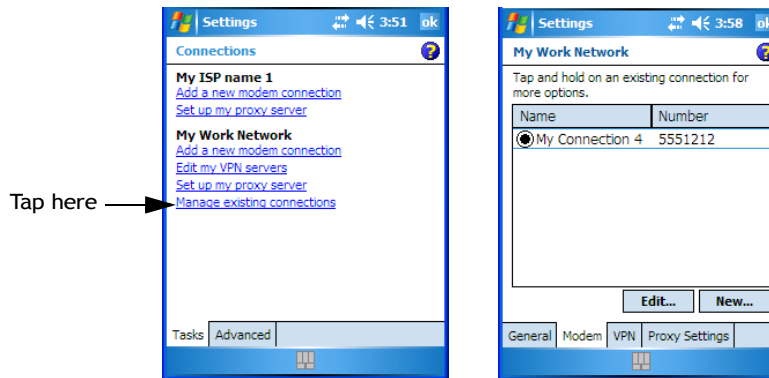 Settings 3:51 ok
Connections ?
My ISP name 1
Add a new modem connection
Set up my proxy server
My Work Network
Add a new modem connection
Edit my VPN servers
Set up my proxy server
Tap here
Manage existing connections
Tasks Advanced
Settings 3:58 ok
My Work Network ?
Tap and hold on an existing connection for
more options.
Name Number
My Connection 4 5551212
Edit... New...
General Modem VPN Proxy Settings